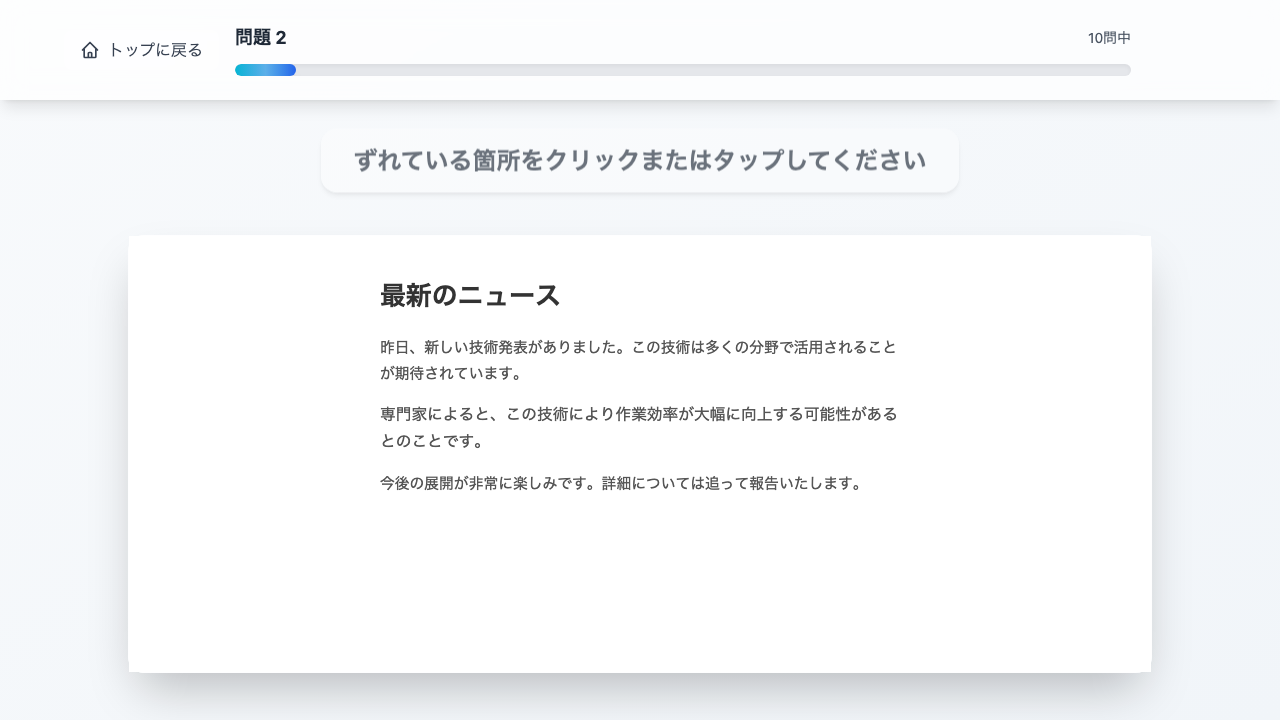 トップに戻る
問題 2
10問中
ずれている箇所をクリックまたはタップしてください
最新のニュース
昨日、新しい技術発表がありました。この技術は多くの分野で活用されること
が期待されています。
専門家によると、この技術により作業効率が大幅に向上する可能性がある
とのことです。
今後の展開が非常に楽しみです。詳細については追って報告いたします。